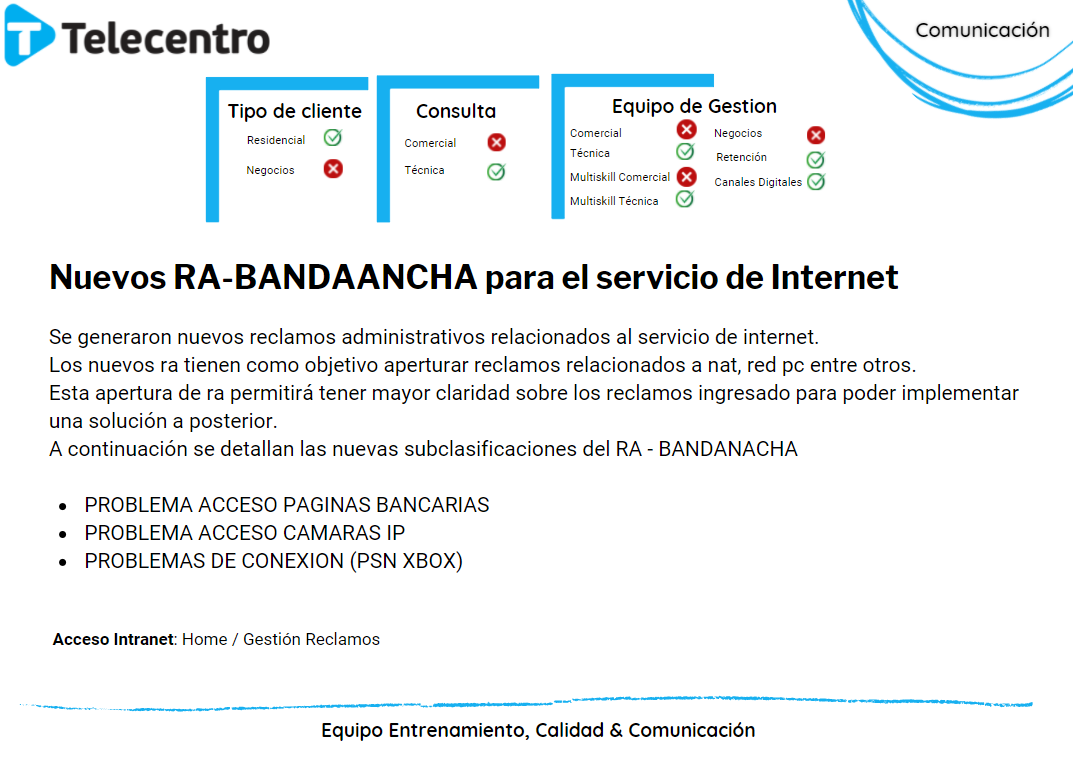 Telecentro
Comunicación
Tipo de cliente
Residencial
Negocios
Consulta
Comercial
Técnica
Equipo de Gestion
Comercial
Técnica
Multiskill Comercial
Multiskill Técnica
Negocios
Retención
Canales Digitales
Nuevos RA-BANDAANCHA para el servicio de Internet
Se generaron nuevos reclamos administrativos relacionados al servicio de internet.
Los nuevos ra tienen como objetivo aperturar reclamos relacionados a nat, red pc entre otros.
Esta apertura de ra permitirá tener mayor claridad sobre los reclamos ingresado para poder implementar
una solución a posterior.
A continuación se detallan las nuevas subclasificaciones del RA - BANDANACHA
• PROBLEMA ACCESO PAGINAS BANCARIAS
• PROBLEMA ACCESO CAMARAS IP
• PROBLEMAS DE CONEXION (PSN XBOX)
Acceso Intranet: Home / Gestión Reclamos
Equipo Entrenamiento, Calidad & Comunicación